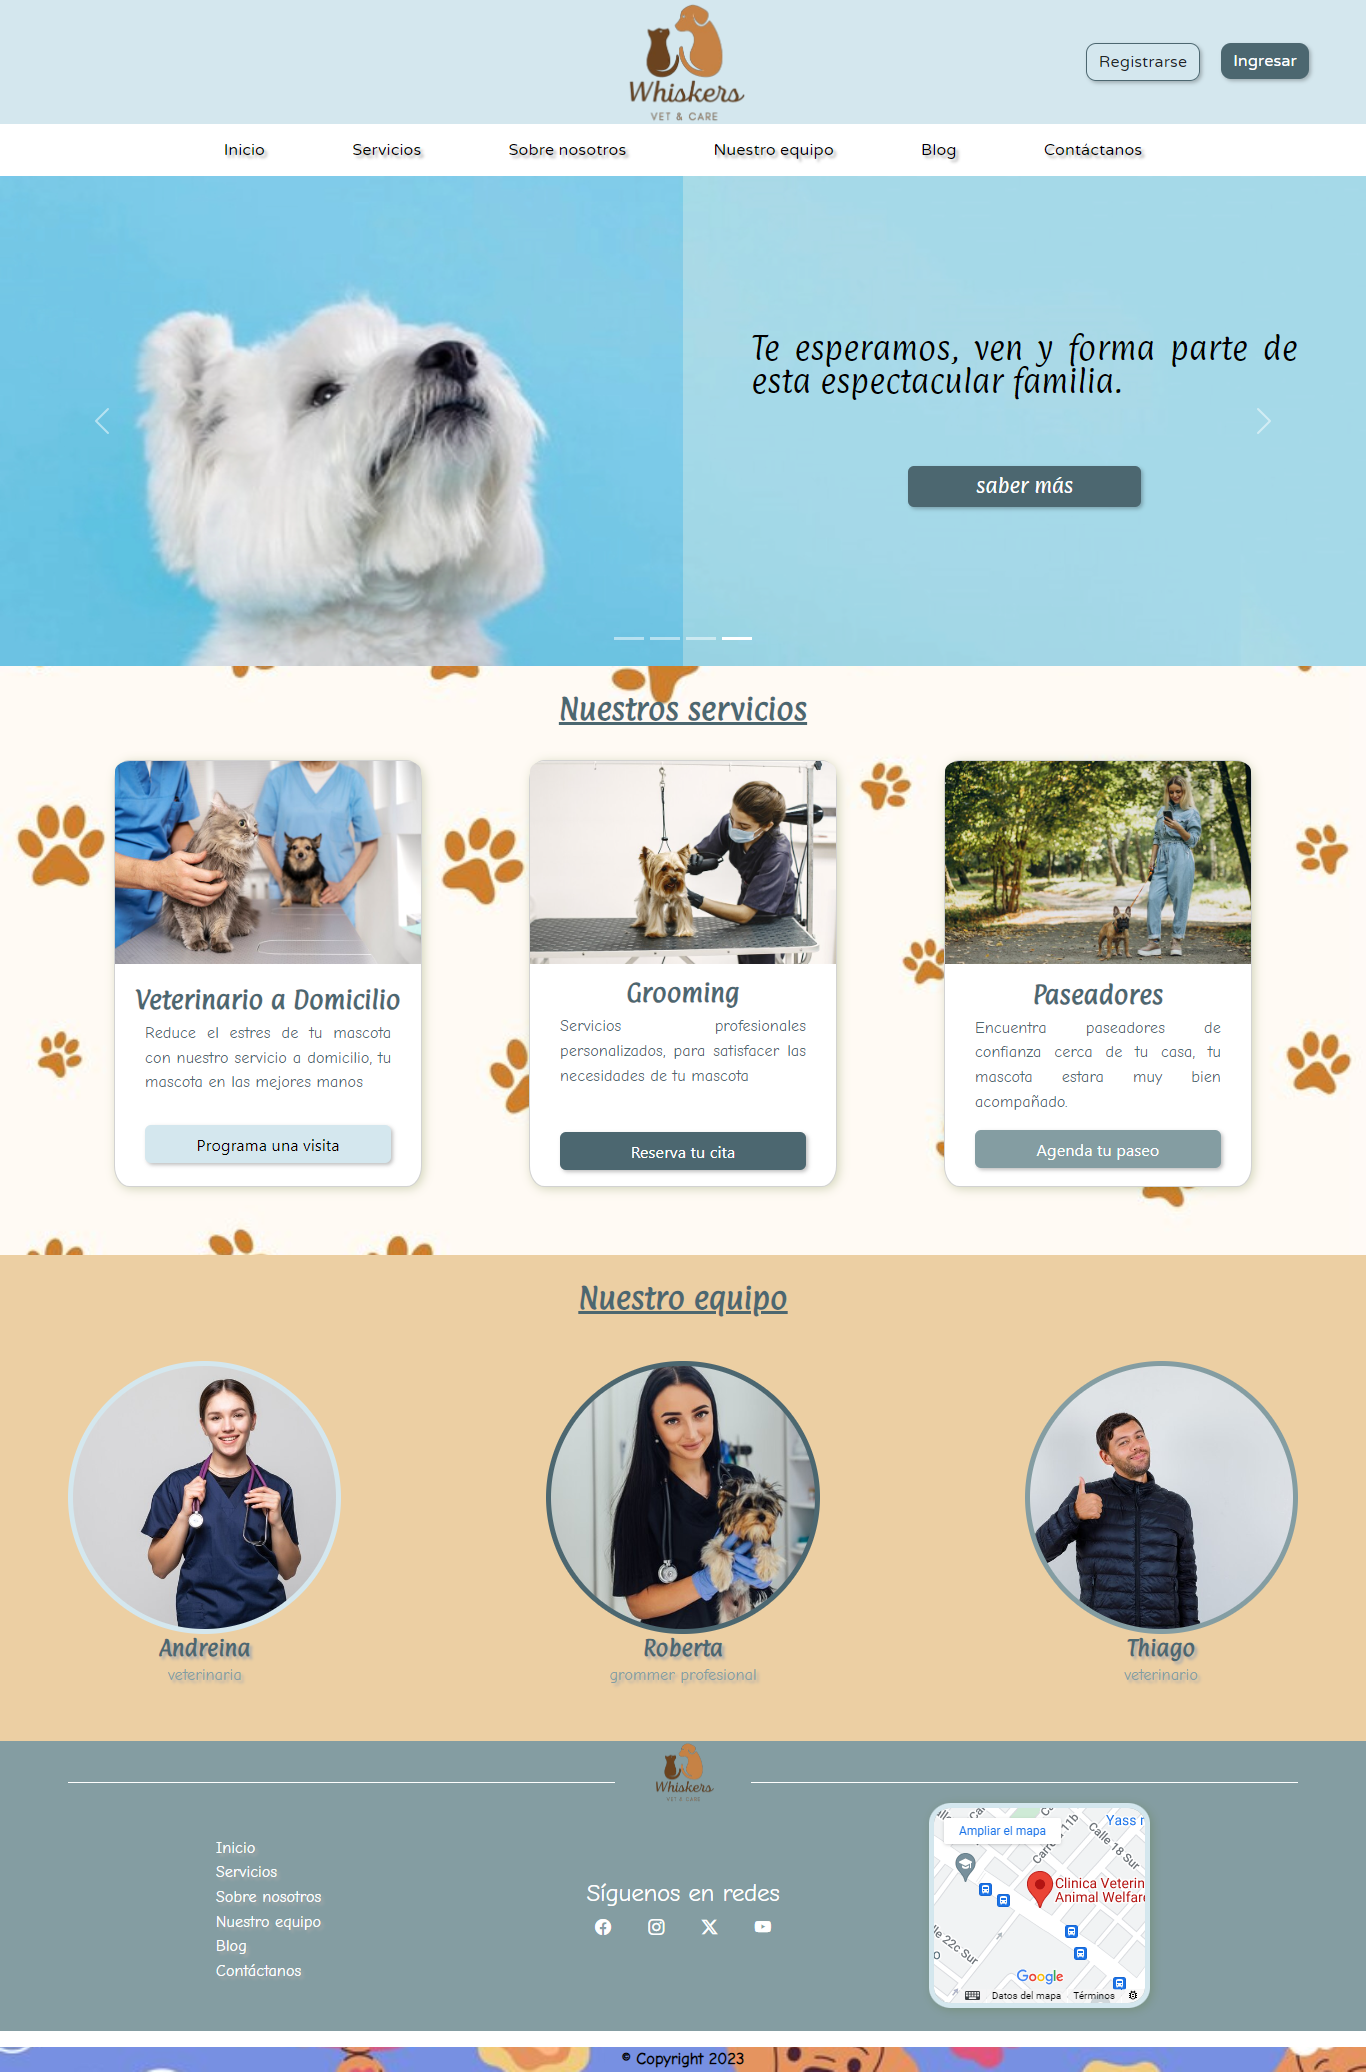 Whiskers
VET & CARE
Registrarse
Ingresar
Inicio
Servicios
Sobre nosotros
Nuestro equipo
Blog
Contáctanos
Te esperamos, ven y forma parte de
esta espectacular familia.
saber más
Nuestros servicios
Veterinario a Domicilio
Reduce el estres de tu mascota
con nuestro servicio a domicilio, tu
mascota en las mejores manos
Programa una visita
Grooming
Servicios profesionales
personalizados, para satisfacer las
necesidades de tu mascota
Reserva tu cita
Paseadores
Encuentra paseadores de
confianza cerca de tu casa, tu
mascota estara muy bien
acompañado.
Agenda tu paseo
Nuestro equipo
Andreina
veterinaria
Roberta
grommer profesional
Thiago
veterinario
Whiskers
VET & CARE
Inicio
Servicios
Sobre nosotros
Nuestro equipo
Blog
Contáctanos
Síguenos en redes
Ampliar el mapa
Yass
11b
Calle 18 Sur
Clinica Veterin
Animal Welfar
lle 22c Sur
Google
Datos del mapa
Términos
© Copyright 2023